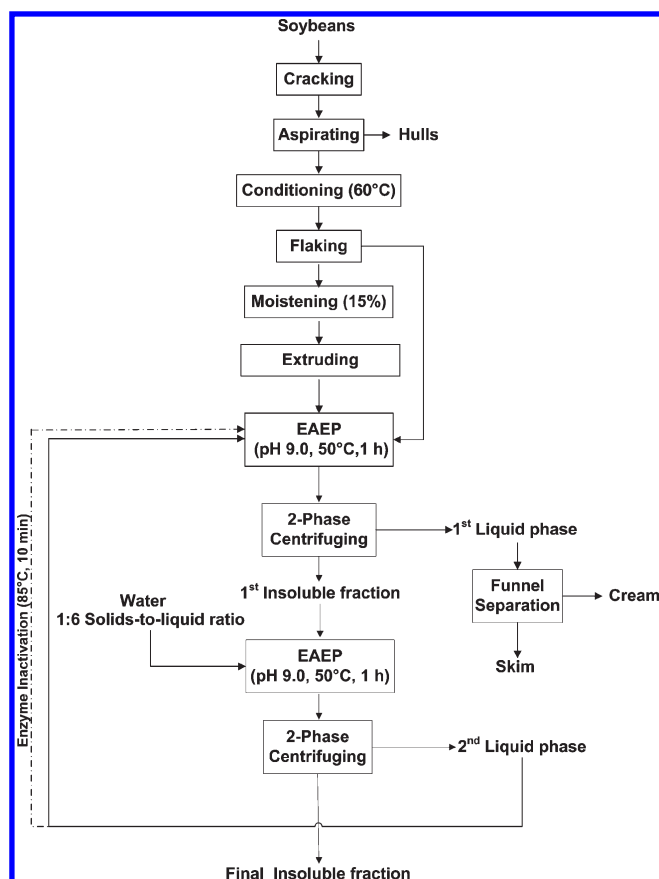 Soybeans
Cracking
Aspirating
Hulls
Conditioning (60°C)
Flaking
Moistening (15%)
Extruding
EAEP
(pH 9.0, 50°C,1 h)
2-Phase
Centrifuging
1st Liquid phase
Funnel
Separation
Cream
Skim
1st Insoluble fraction
Water
1:6 Solids-to-liquid ratio
EAEP
(pH 9.0, 50°C, 1 h)
2-Phase
Centrifuging
2nd Liquid phase
Enzyme Inactivation (85°C, 10 min)
Final Insoluble fraction